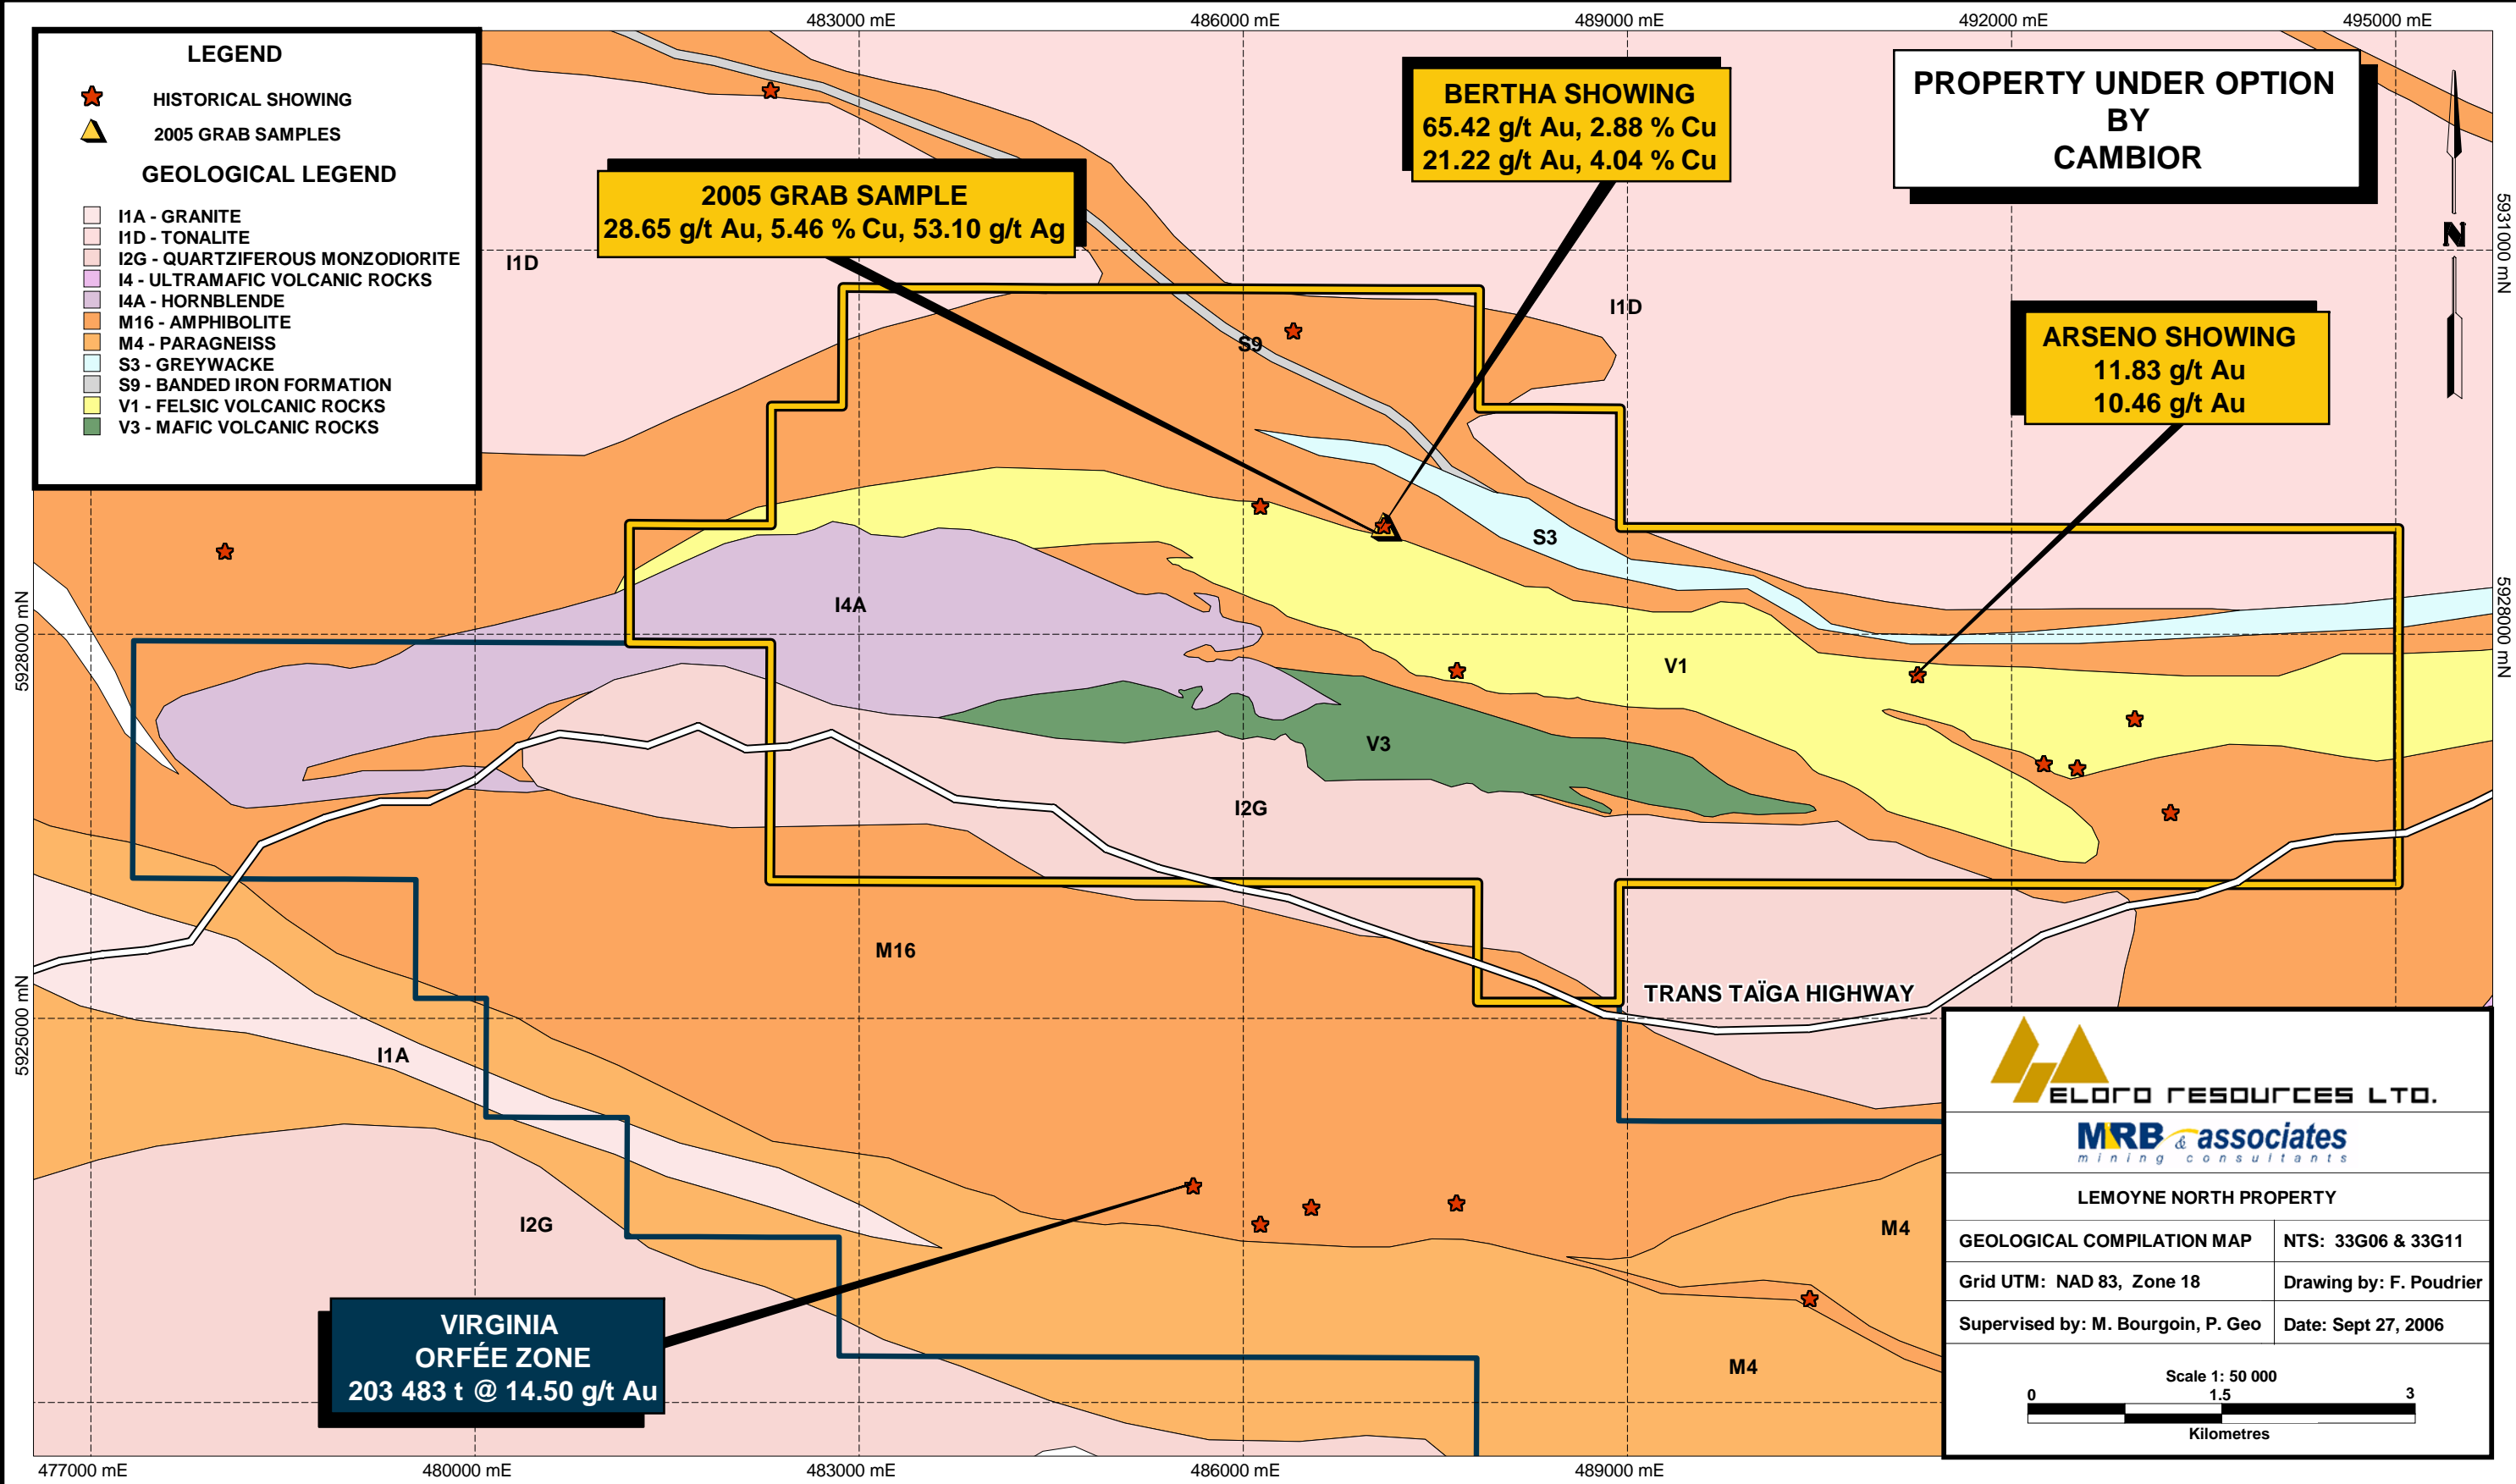 483000 mE
486000 mE
489000 mE
492000 mE
495000 mE
LEGEND
HISTORICAL SHOWING
2005 GRAB SAMPLES
GEOLOGICAL LEGEND
I1A - GRANITE
I1D - TONALITE
I2G - QUARTZIFEROUS MONZODIORITE
I4 - ULTRAMAFIC VOLCANIC ROCKS
I4A - HORNBLENDE
M16 - AMPHIBOLITE
M4 - PARAGNEISS
S3 - GREYWACKE
S9 - BANDED IRON FORMATION
V1 - FELSIC VOLCANIC ROCKS
V3 - MAFIC VOLCANIC ROCKS
2005 GRAB SAMPLE
28.65 g/t Au, 5.46 % Cu, 53.10 g/t Ag
BERTHA SHOWING
65.42 g/t Au, 2.88 % Cu
21.22 g/t Au, 4.04 % Cu
PROPERTY UNDER OPTION
BY
CAMBIOR
N
5931000 mN
ARSENO SHOWING
11.83 g/t Au
10.46 g/t Au
I1D
I1D
S9
S3
I4A
5928000 mN
5928000 mN
V1
V3
I2G
M16
TRANS TAÏGA HIGHWAY
5925000 mN
I1A
I2G
M4
M4
VIRGINIA
ORFÉE ZONE
203 483 t @ 14.50 g/t Au
ELORO RESOURCES LTD.
MRB & associates
mining consultants
LEMOYNE NORTH PROPERTY
GEOLOGICAL COMPILATION MAP
NTS: 33G06 & 33G11
Grid UTM: NAD 83, Zone 18
Drawing by: F. Poudrier
Supervised by: M. Bourgoin, P. Geo
Date: Sept 27, 2006
Scale 1: 50 000
0 1.5 3
Kilometres
477000 mE
480000 mE
483000 mE
486000 mE
489000 mE